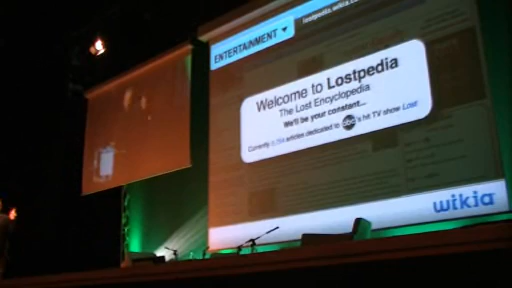 ENTERTAINMENT
lostpedia.wikia.co
Welcome to Lostpedia
The Lost Encyclopedia
We'll be your constant...
Currently articles dedicated to abc's hit TV show Lost
wikia